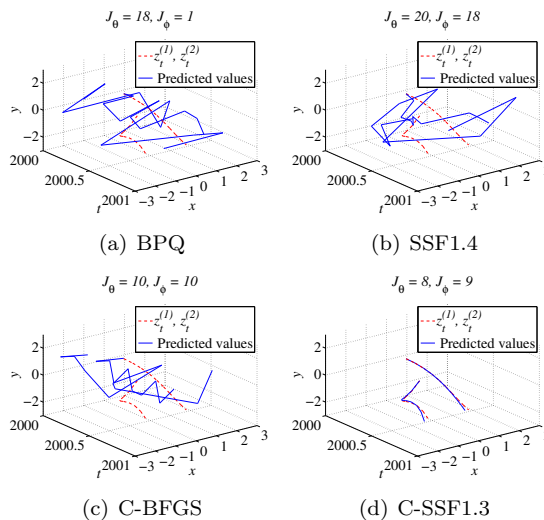 J_θ = 18, J_ϕ = 1
z_t^(1), z_t^(2)
Predicted values
y
2
0
−2
2000
2000.5
2001
t
−3 −2 −1 0 1 2 3
x
(a) BPQ
J_θ = 20, J_ϕ = 18
z_t^(1), z_t^(2)
Predicted values
y
2
0
−2
2000
2000.5
2001
t
−3 −2 −1 0 1 2 3
x
(b) SSF1.4
J_θ = 10, J_ϕ = 10
z_t^(1), z_t^(2)
Predicted values
y
2
0
−2
2000
2000.5
2001
t
−3 −2 −1 0 1 2 3
x
(c) C-BFGS
J_θ = 8, J_ϕ = 9
z_t^(1), z_t^(2)
Predicted values
y
2
0
−2
2000
2000.5
2001
t
−3 −2 −1 0 1 2 3
x
(d) C-SSF1.3